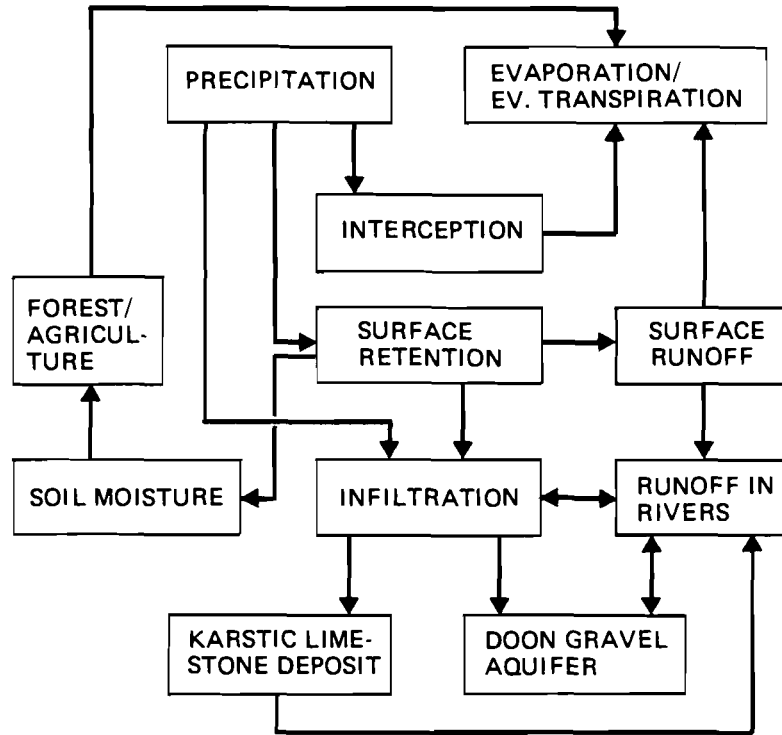 PRECIPITATION
EVAPORATION/
EV. TRANSPIRATION
INTERCEPTION
FOREST/
AGRICUL-
TURE
SURFACE
RETENTION
SURFACE
RUNOFF
SOIL MOISTURE
INFILTRATION
RUNOFF IN
RIVERS
KARSTIC LIME-
STONE DEPOSIT
DOON GRAVEL
AQUIFER